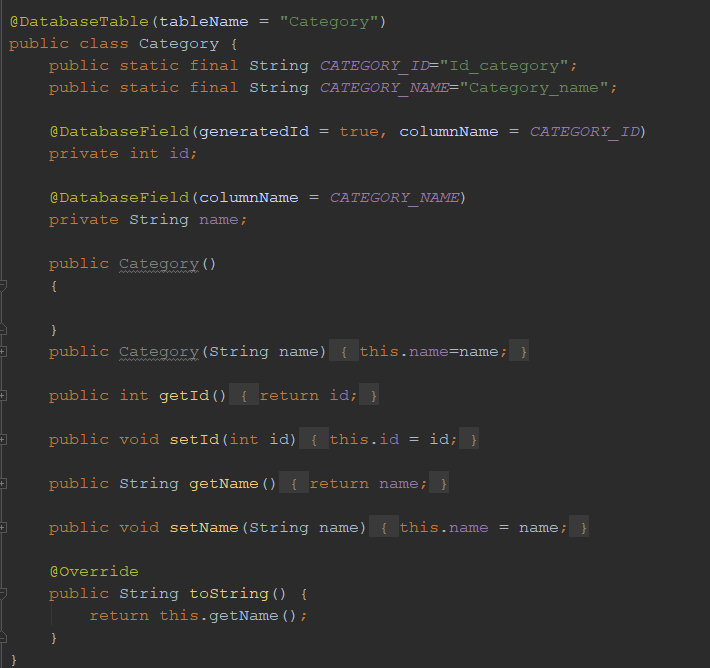 @DatabaseTable(tableName = "Category")
public class Category {
    public static final String CATEGORY_ID="Id_category";
    public static final String CATEGORY_NAME="Category_name";

    @DatabaseField(generatedId = true, columnName = CATEGORY_ID)
    private int id;

    @DatabaseField(columnName = CATEGORY_NAME)
    private String name;

    public Category()
    {

    }
    public Category(String name) { this.name=name; }

    public int getId() { return id; }

    public void setId(int id) { this.id = id; }

    public String getName() { return name; }

    public void setName(String name) { this.name = name; }

    @Override
    public String toString() {
        return this.getName();
    }
}